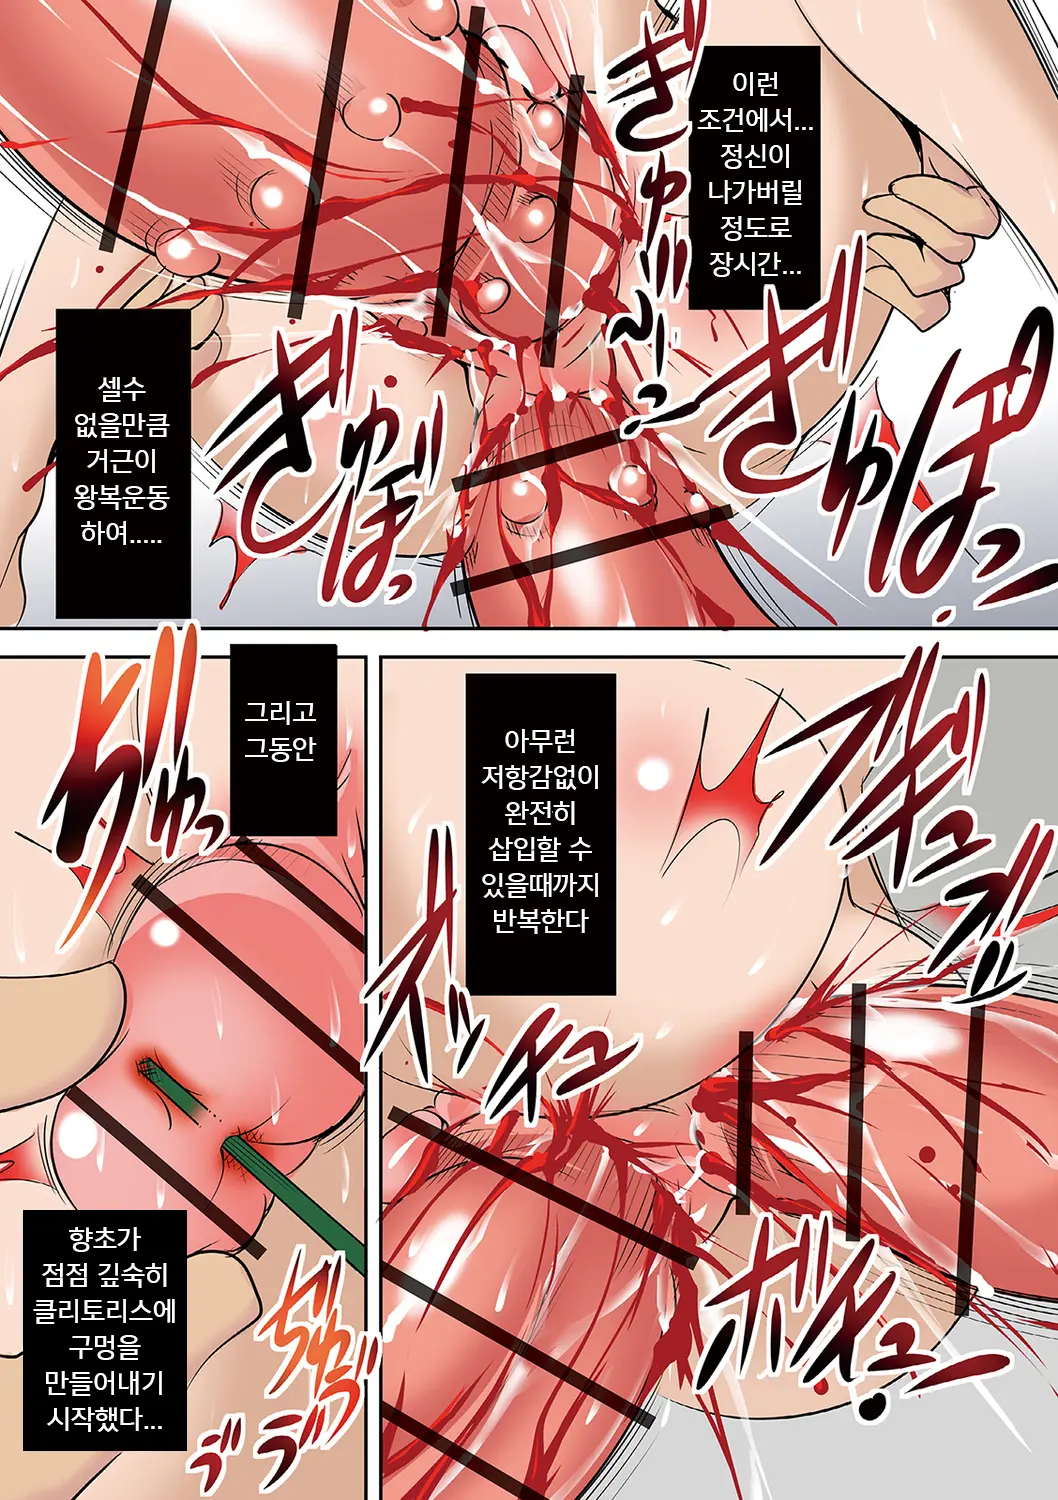 이런
조건에서...
정신이
나가버릴
정도로
장시간...
셀수
없을만큼
거근이
왕복운동
하여.....
아무런
저항감없이
완전히
삽입할 수
있을때까지
반복한다
그리고
그동안
향초가
점점 깊숙히
클리토리스에
구멍을
만들어내기
시작했다...